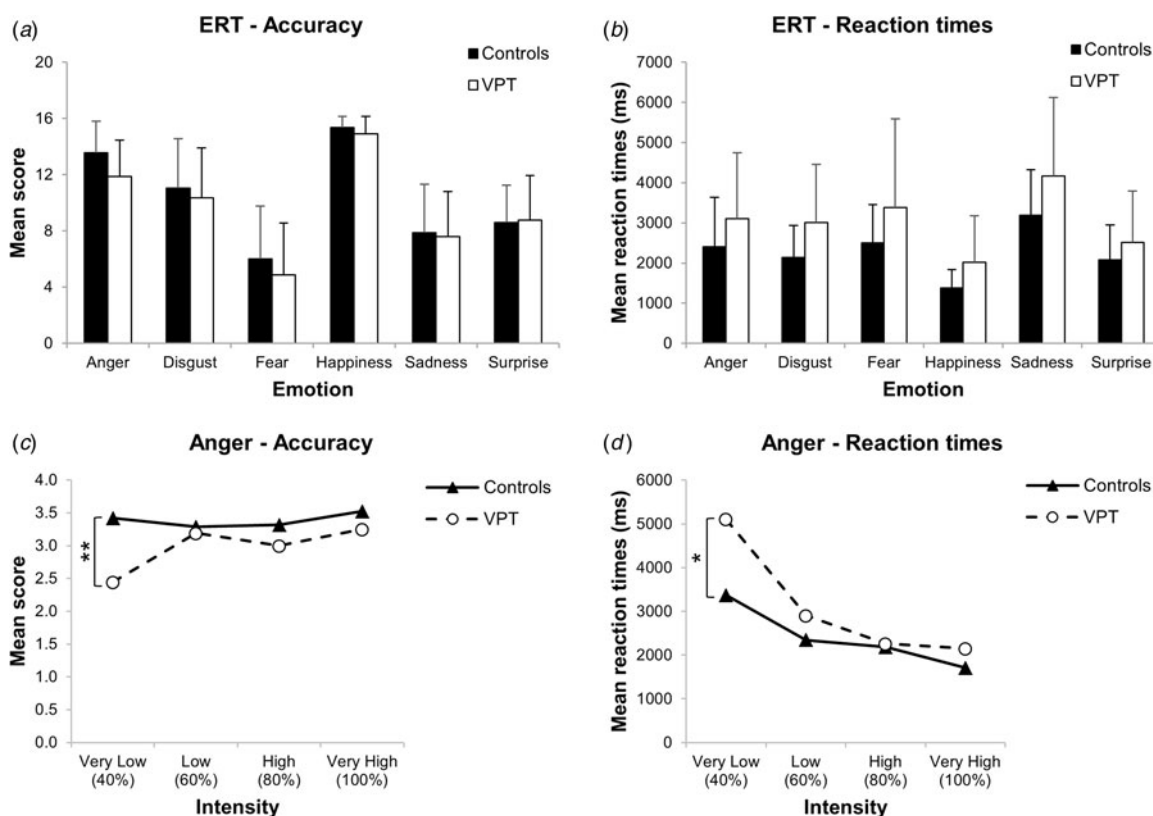 (a)
ERT - Accuracy
Controls
VPT
20
16
12
8
4
0
Mean score
Anger
Disgust
Fear
Happiness
Sadness
Surprise
Emotion
(b)
ERT - Reaction times
Controls
VPT
7000
6000
5000
4000
3000
2000
1000
0
Mean reaction times (ms)
Anger
Disgust
Fear
Happiness
Sadness
Surprise
Emotion
(c)
Anger - Accuracy
Controls
VPT
4.0
3.5
3.0
2.5
2.0
1.5
1.0
0.5
0.0
Mean score
**
Very Low
(40%)
Low
(60%)
High
(80%)
Very High
(100%)
Intensity
(d)
Anger - Reaction times
Controls
VPT
6000
5000
4000
3000
2000
1000
0
Mean reaction times (ms)
*
Very Low
(40%)
Low
(60%)
High
(80%)
Very High
(100%)
Intensity